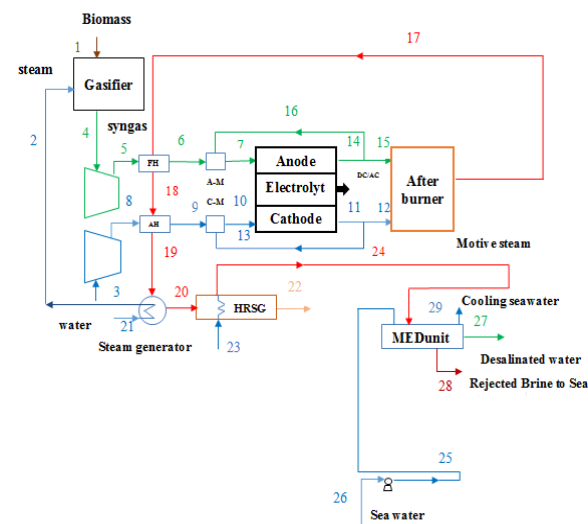 Biomass
17
1
steam
Gasifier
16
2
4
syngas
5
6
7
14
15
FH
Anode
A-M
DC/AC
After
burner
18
Electrolyt
8
C-M
9
10
11
12
AH
Cathode
13
Motive steam
19
24
3
20
22
29
Cooling seawater
water
HRSG
27
21
MEDunit
Steam generator
Desalinated water
23
28
Rejected Brine to Sea
25
26
Sea water